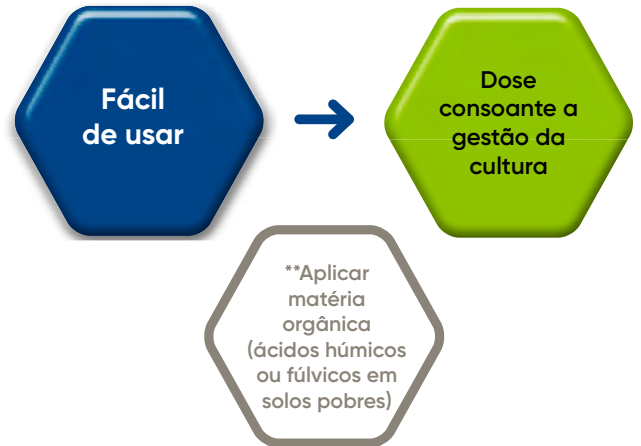 Fácil
de usar
Dose
consoante a
gestão da
cultura
**Aplicar
matéria
orgânica
(ácidos húmicos
ou fúlvicos em
solos pobres)